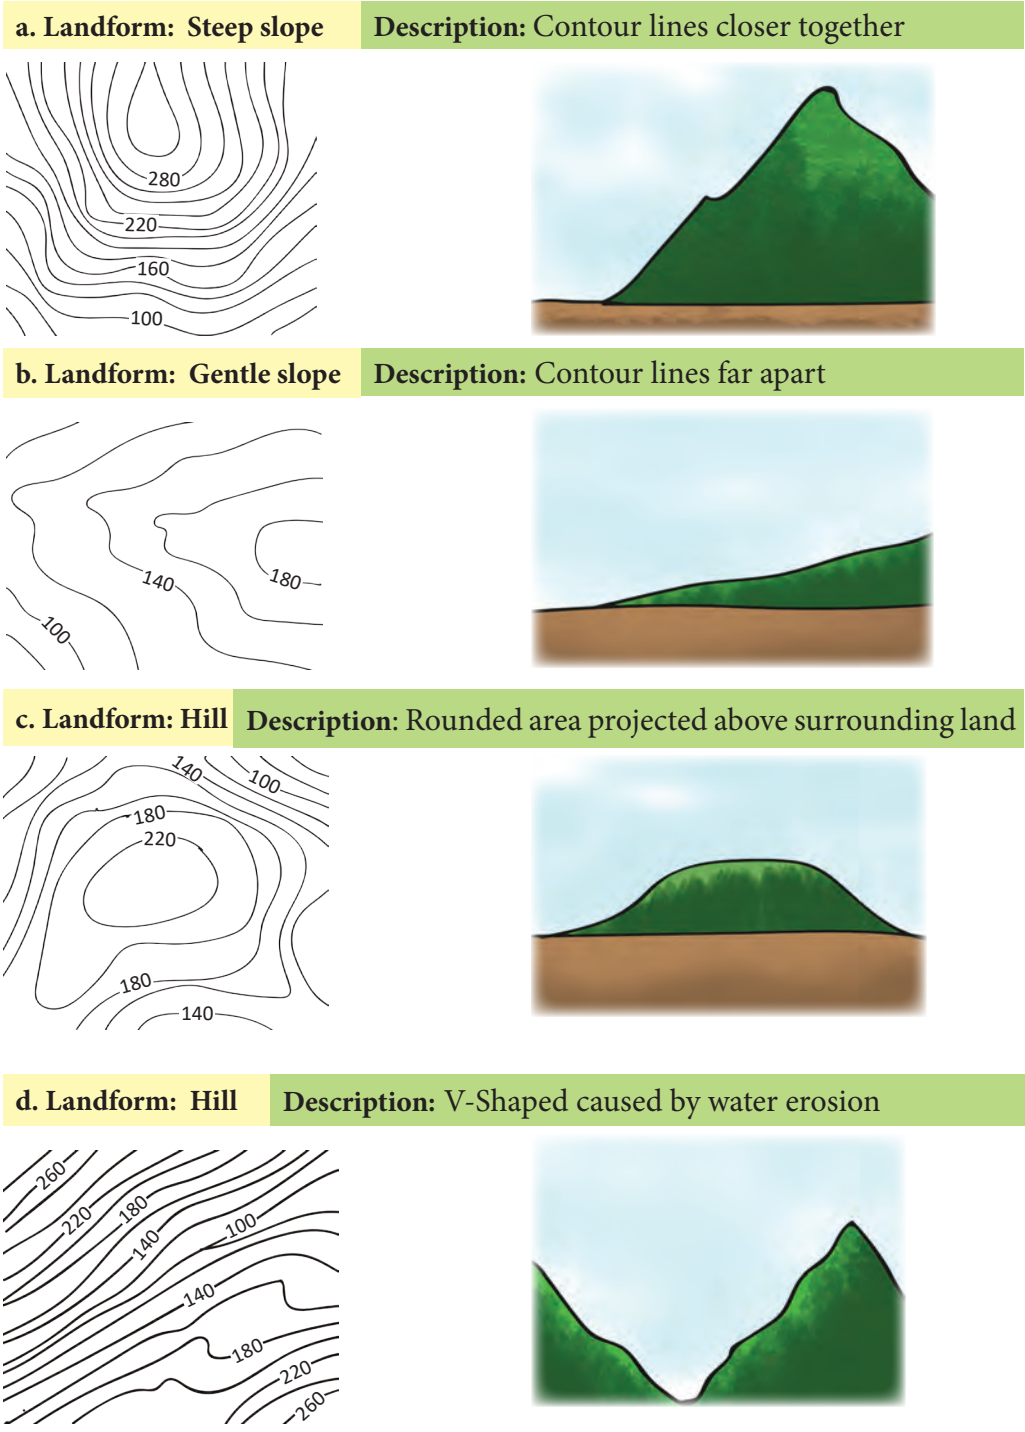 a. Landform: Steep slope
Description: Contour lines closer together
280
220
160
100
b. Landform: Gentle slope
Description: Contour lines far apart
140
180
100
c. Landform: Hill
Description: Rounded area projected above surrounding land
140
100
180
220
180
140
d. Landform: Hill
Description: V-Shaped caused by water erosion
260
220
180
140
100
140
180
220
260